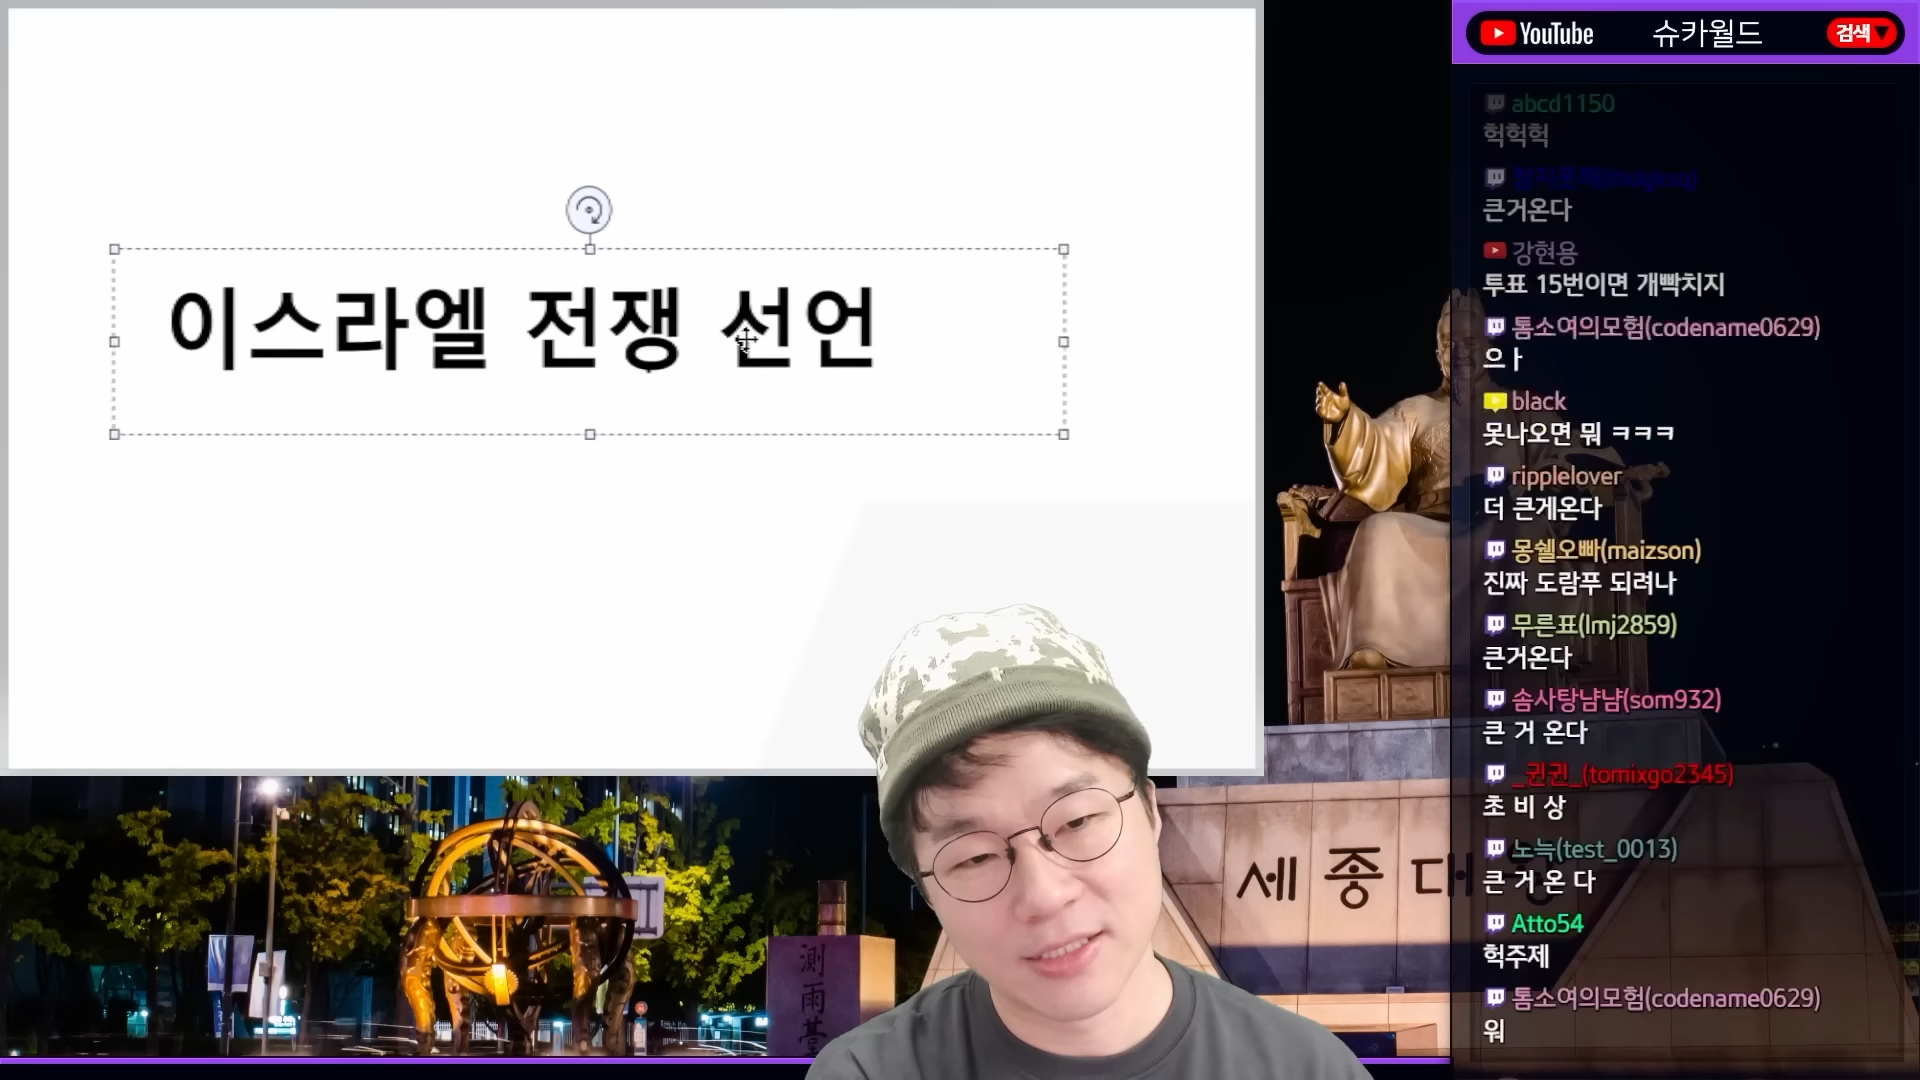 이스라엘 전쟁 선언
YouTube 슈카월드 검색▼
abcd1150
헉헉헉
큰거온다
강현용
투표 15번이면 개빡치지
톰소여의모험(codename0629)
으ㅏ
black
못나오면 뭐 ㅋㅋㅋ
ripplelover
더 큰게온다
몽쉘오빠(maizson)
진짜 도람푸 되려나
무른표(lmj2859)
큰거온다
솜사탕냠냠(som932)
큰 거 온다
_귄귄_(tomixgo2345)
초 비 상
노늑(test_0013)
큰 거 온 다
Atto54
헉주제
톰소여의모험(codename0629)
워
세종대
測
雨
臺